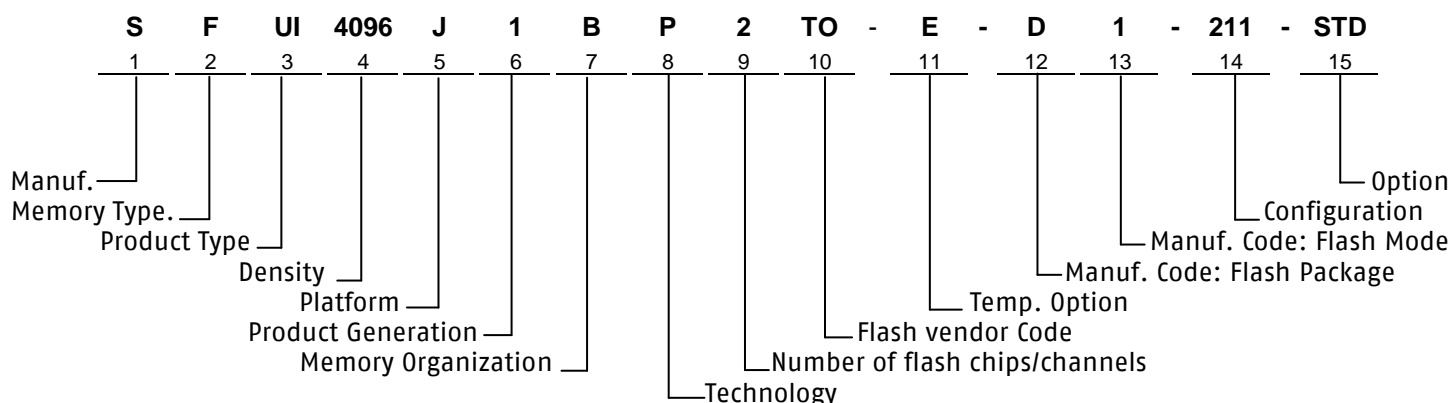 S F UI 4096 J 1 B P 2 TO - E - D 1 - 211 - STD
1 2 3 4 5 6 7 8 9 10 11 12 13 14 15
Manuf. Option
Memory Type. Configuration
Product Type Manuf. Code: Flash Mode
Density Manuf. Code: Flash Package
Platform Temp. Option
Product Generation Flash vendor Code
Memory Organization Number of flash chips/channels
Technology